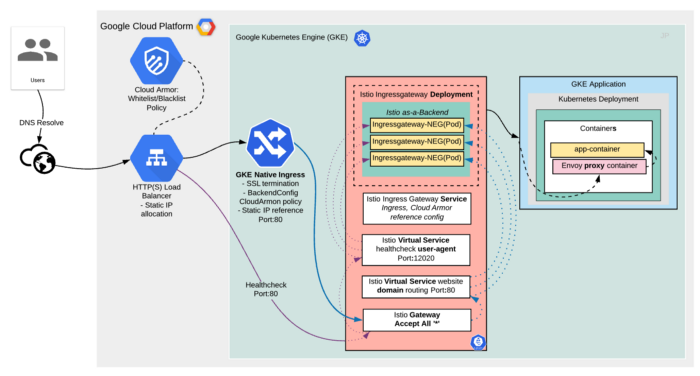 Google Cloud Platform
Google Kubernetes Engine (GKE)
JP
Users
DNS Resolve
Cloud Armor:
Whitelist/Blacklist
Policy
HTTP(S) Load
Balancer
- Static IP
allocation
GKE Native Ingress
- SSL termination
- BackendConfig
CloudArmon policy
- Static IP reference
Port:80
Healthcheck
Port:80
Istio Ingressgateway Deployment
Istio as-a-Backend
Ingressgateway-NEG(Pod)
Ingressgateway-NEG(Pod)
Ingressgateway-NEG(Pod)
Istio Ingress Gateway Service
Ingress, Cloud Armor
reference config
Istio Virtual Service
healthcheck user-agent
Port:12020
Istio Virtual Service website
domain routing Port:80
Istio Gateway
Accept All '*'
GKE Application
Kubernetes Deployment
Containers
app-container
Envoy proxy container